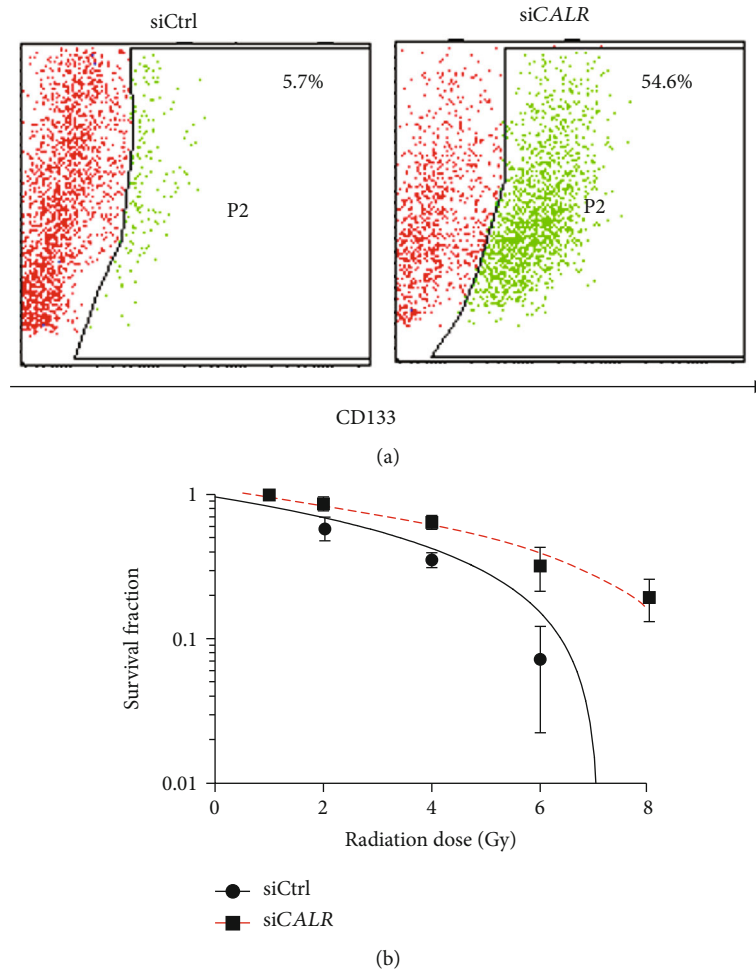 siCtrl
siCALR
5.7%
54.6%
P2
P2
CD133
(a)
1
0.1
0.01
Survival fraction
0
2
4
6
8
Radiation dose (Gy)
siCtrl
siCALR
(b)